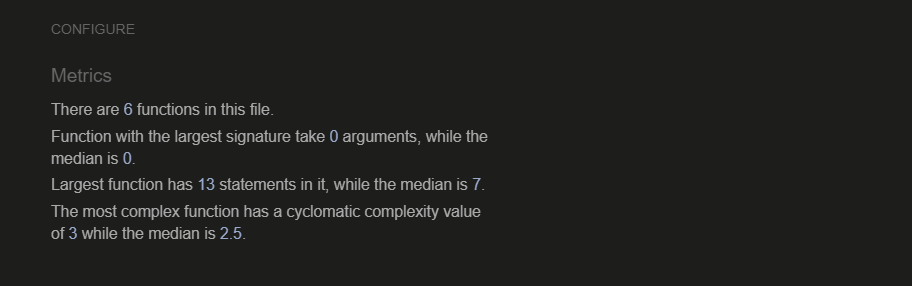 CONFIGURE
Metrics
There are 6 functions in this file.
Function with the largest signature take 0 arguments, while the
median is 0.
Largest function has 13 statements in it, while the median is 7.
The most complex function has a cyclomatic complexity value
of 3 while the median is 2.5.